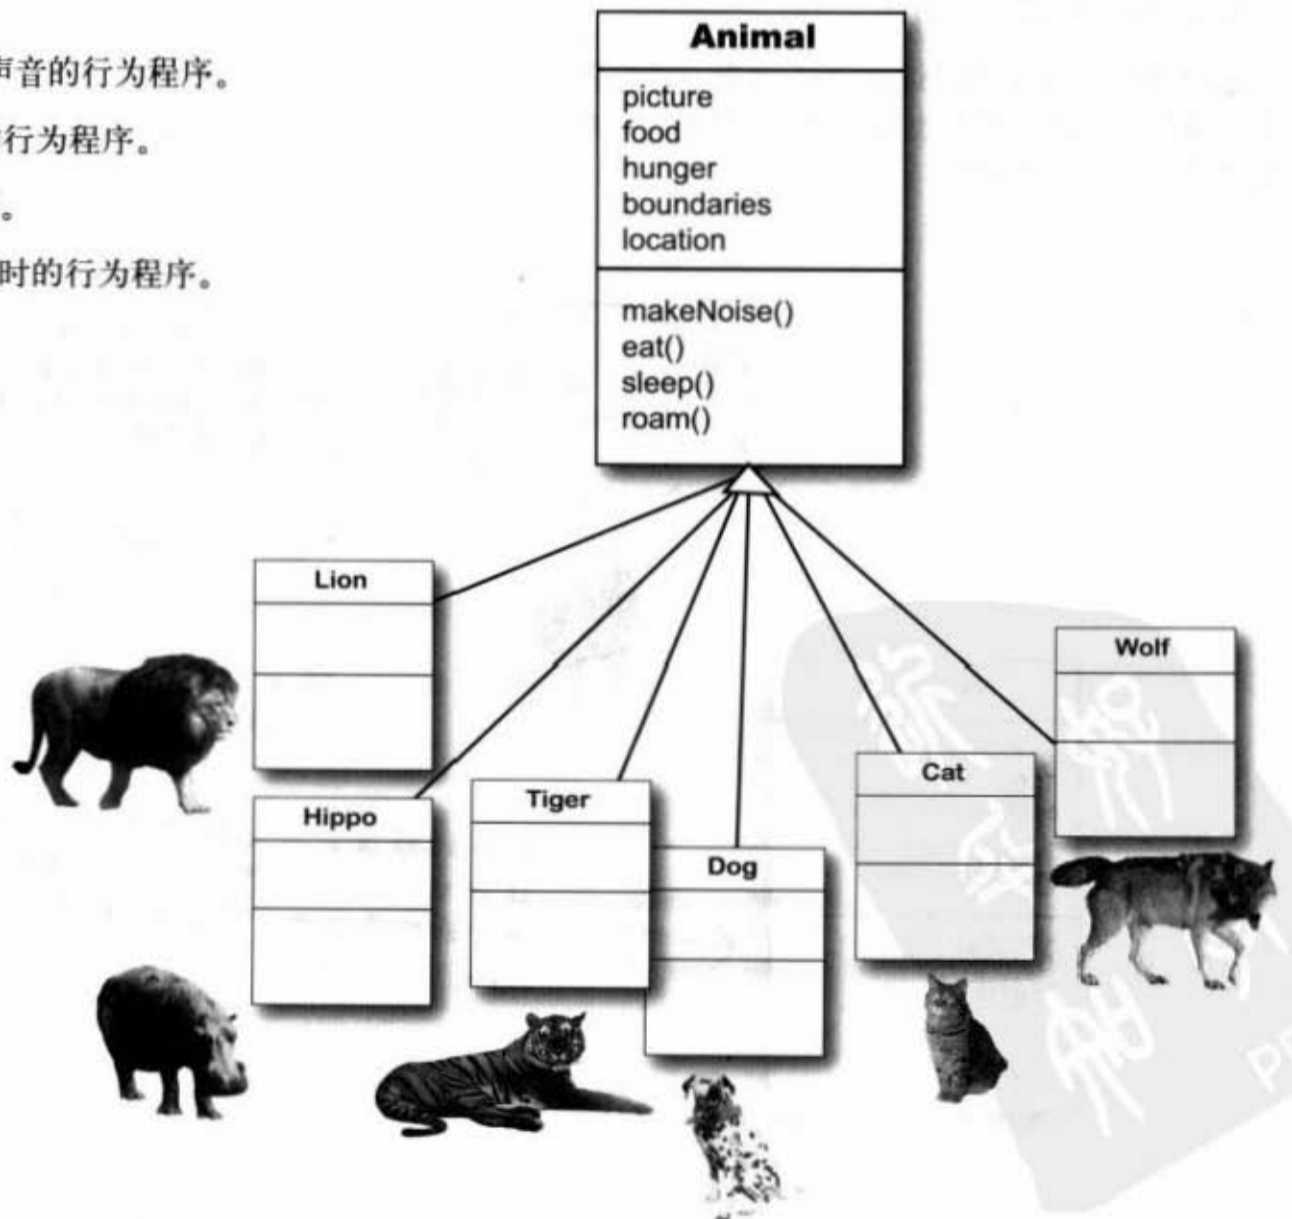 声音的行为程序。
行为程序。
。
时的行为程序。
Animal
picture
food
hunger
boundaries
location
makeNoise()
eat()
sleep()
roam()
Lion
Hippo
Tiger
Dog
Cat
Wolf